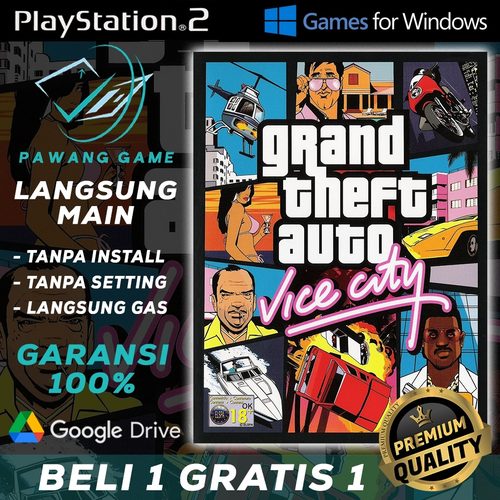 PlayStation®2
Games for Windows
PAWANG GAME
LANGSUNG
MAIN
- TANPA INSTALL
- TANPA SETTING
- LANGSUNG GAS
GARANSI
100%
Google Drive
grand
theft
auto
Vice City
18
OK
PREMIUM
QUALITY
BELI 1 GRATIS 1